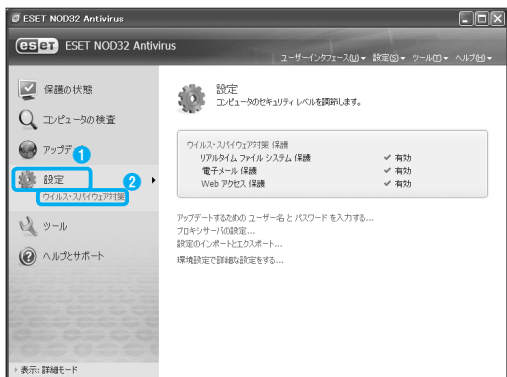 ESET NOD32 Antivirus
eset ESET NOD32 Antivirus
ユーザーインタフェース(U) 設定(S) ツール(T) ヘルプ(H)
保護の状態
コンピュータの検査
アップデ
1
設定
2
ウイルス・スパイウェア対策
ツール
ヘルプとサポート
表示: 詳細モード
設定
コンピュータのセキュリティ レベルを調節します。
ウイルス・スパイウェア対策 保護
リアルタイム ファイル システム 保護 有効
電子メール 保護 有効
Web アクセス 保護 有効
アップデートするための ユーザー名 と パスワード を入力する...
プロキシサーバの設定...
設定のインポートとエクスポート...
環境設定で詳細な設定をする...